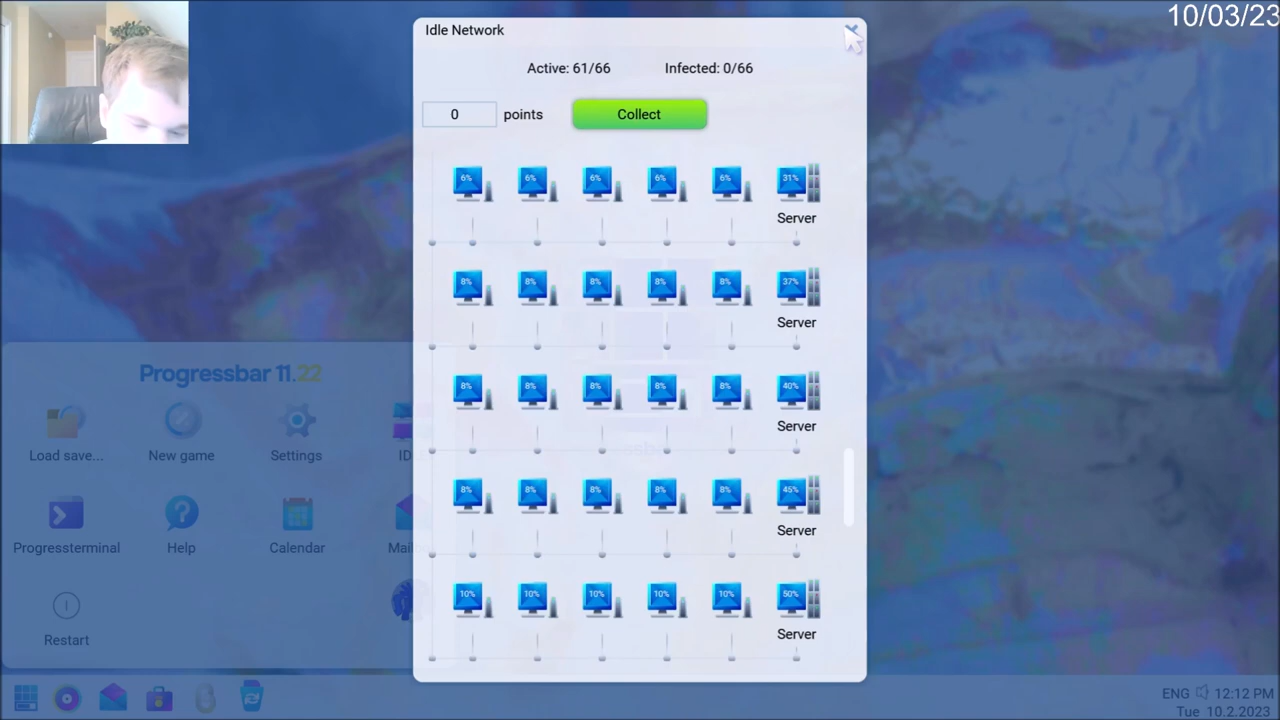 10/03/23
Idle Network
Active: 61/66 Infected: 0/66
0 points Collect
6% 6% 6% 6% 6% 31%
Server
8% 8% 8% 8% 8% 37%
Server
8% 8% 8% 8% 8% 40%
Server
8% 8% 8% 8% 8% 45%
Server
10% 10% 10% 10% 10% 50%
Server
Progressbar 11.22
Load save... New game Settings
Progressterminal Help Calendar
Restart
ENG 12:12 PM
Tue 10.2.2023